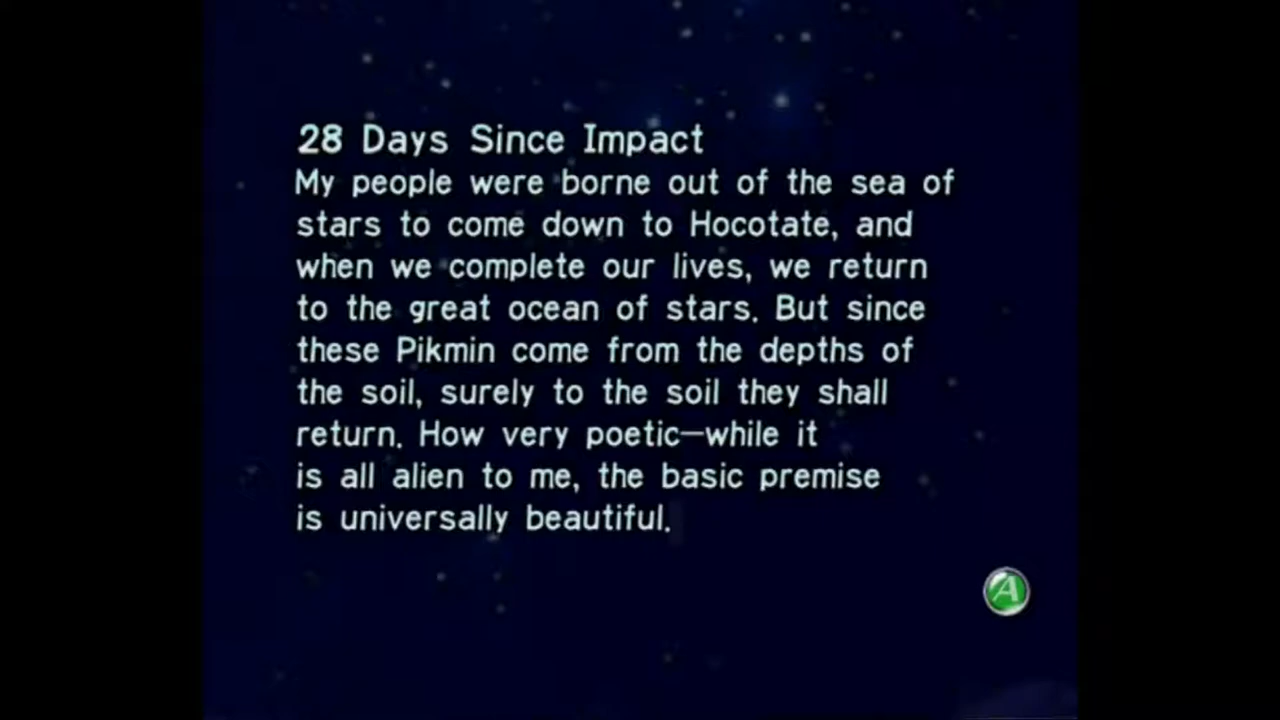 28 Days Since Impact
My people were borne out of the sea of
stars to come down to Hocotate, and
when we complete our lives, we return
to the great ocean of stars. But since
these Pikmin come from the depths of
the soil, surely to the soil they shall
return. How very poetic—while it
is all alien to me, the basic premise
is universally beautiful.
A